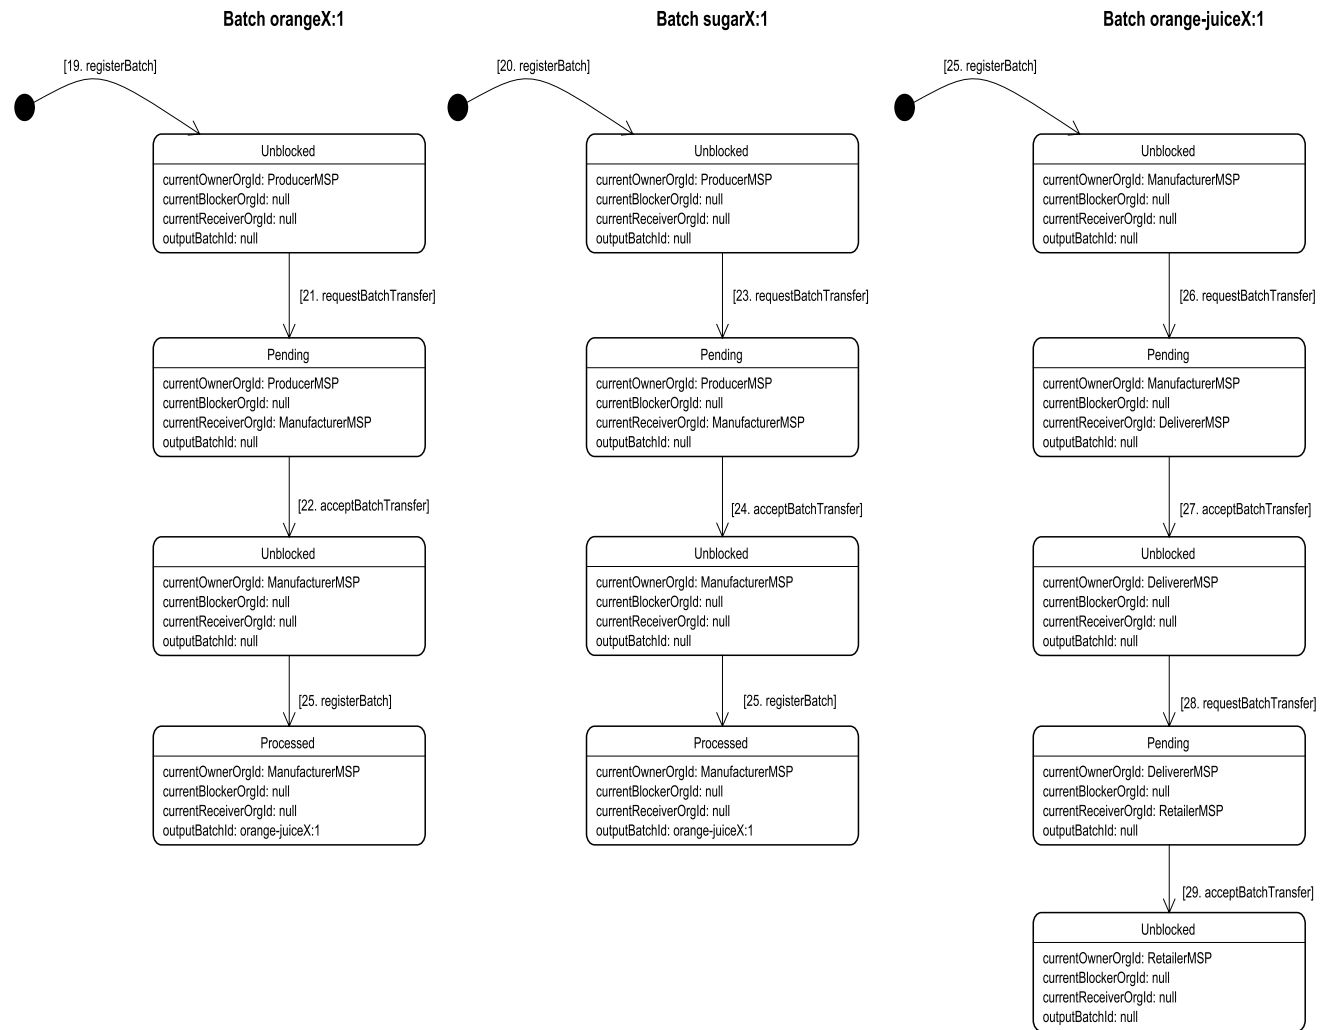 Batch orangeX:1
[19. registerBatch]
Unblocked
currentOwnerOrgId: ProducerMSP
currentBlockerOrgId: null
currentReceiverOrgId: null
outputBatchId: null
[21. requestBatchTransfer]
Pending
currentOwnerOrgId: ProducerMSP
currentBlockerOrgId: null
currentReceiverOrgId: ManufacturerMSP
outputBatchId: null
[22. acceptBatchTransfer]
Unblocked
currentOwnerOrgId: ManufacturerMSP
currentBlockerOrgId: null
currentReceiverOrgId: null
outputBatchId: null
[25. registerBatch]
Processed
currentOwnerOrgId: ManufacturerMSP
currentBlockerOrgId: null
currentReceiverOrgId: null
outputBatchId: orange-juiceX:1
Batch sugarX:1
[20. registerBatch]
Unblocked
currentOwnerOrgId: ProducerMSP
currentBlockerOrgId: null
currentReceiverOrgId: null
outputBatchId: null
[23. requestBatchTransfer]
Pending
currentOwnerOrgId: ProducerMSP
currentBlockerOrgId: null
currentReceiverOrgId: ManufacturerMSP
outputBatchId: null
[24. acceptBatchTransfer]
Unblocked
currentOwnerOrgId: ManufacturerMSP
currentBlockerOrgId: null
currentReceiverOrgId: null
outputBatchId: null
[25. registerBatch]
Processed
currentOwnerOrgId: ManufacturerMSP
currentBlockerOrgId: null
currentReceiverOrgId: null
outputBatchId: orange-juiceX:1
Batch orange-juiceX:1
[25. registerBatch]
Unblocked
currentOwnerOrgId: ManufacturerMSP
currentBlockerOrgId: null
currentReceiverOrgId: null
outputBatchId: null
[26. requestBatchTransfer]
Pending
currentOwnerOrgId: ManufacturerMSP
currentBlockerOrgId: null
currentReceiverOrgId: DelivererMSP
outputBatchId: null
[27. acceptBatchTransfer]
Unblocked
currentOwnerOrgId: DelivererMSP
currentBlockerOrgId: null
currentReceiverOrgId: null
outputBatchId: null
[28. requestBatchTransfer]
Pending
currentOwnerOrgId: DelivererMSP
currentBlockerOrgId: null
currentReceiverOrgId: RetailerMSP
outputBatchId: null
[29. acceptBatchTransfer]
Unblocked
currentOwnerOrgId: RetailerMSP
currentBlockerOrgId: null
currentReceiverOrgId: null
outputBatchId: null